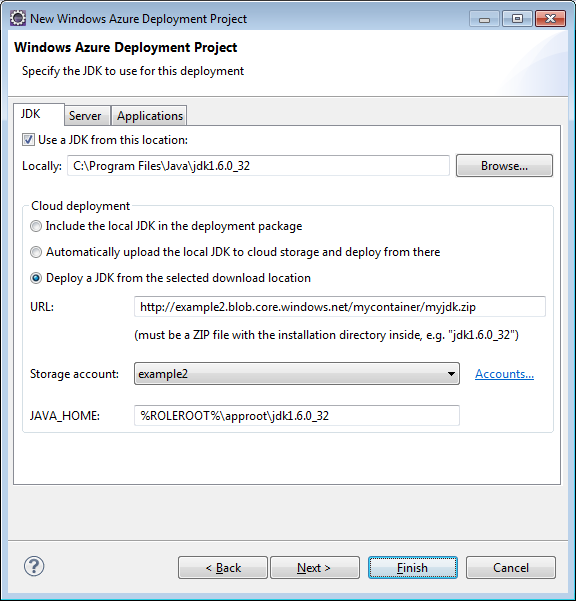 New Windows Azure Deployment Project
Windows Azure Deployment Project
Specify the JDK to use for this deployment
JDK Server Applications
Use a JDK from this location:
Locally: C:\Program Files\Java\jdk1.6.0_32 Browse...
Cloud deployment
Include the local JDK in the deployment package
Automatically upload the local JDK to cloud storage and deploy from there
Deploy a JDK from the selected download location
URL: http://example2.blob.core.windows.net/mycontainer/myjdk.zip
(must be a ZIP file with the installation directory inside, e.g. "jdk1.6.0_32")
Storage account: example2 Accounts...
JAVA_HOME: %ROLEROOT%\approot\jdk1.6.0_32
? < Back Next > Finish Cancel